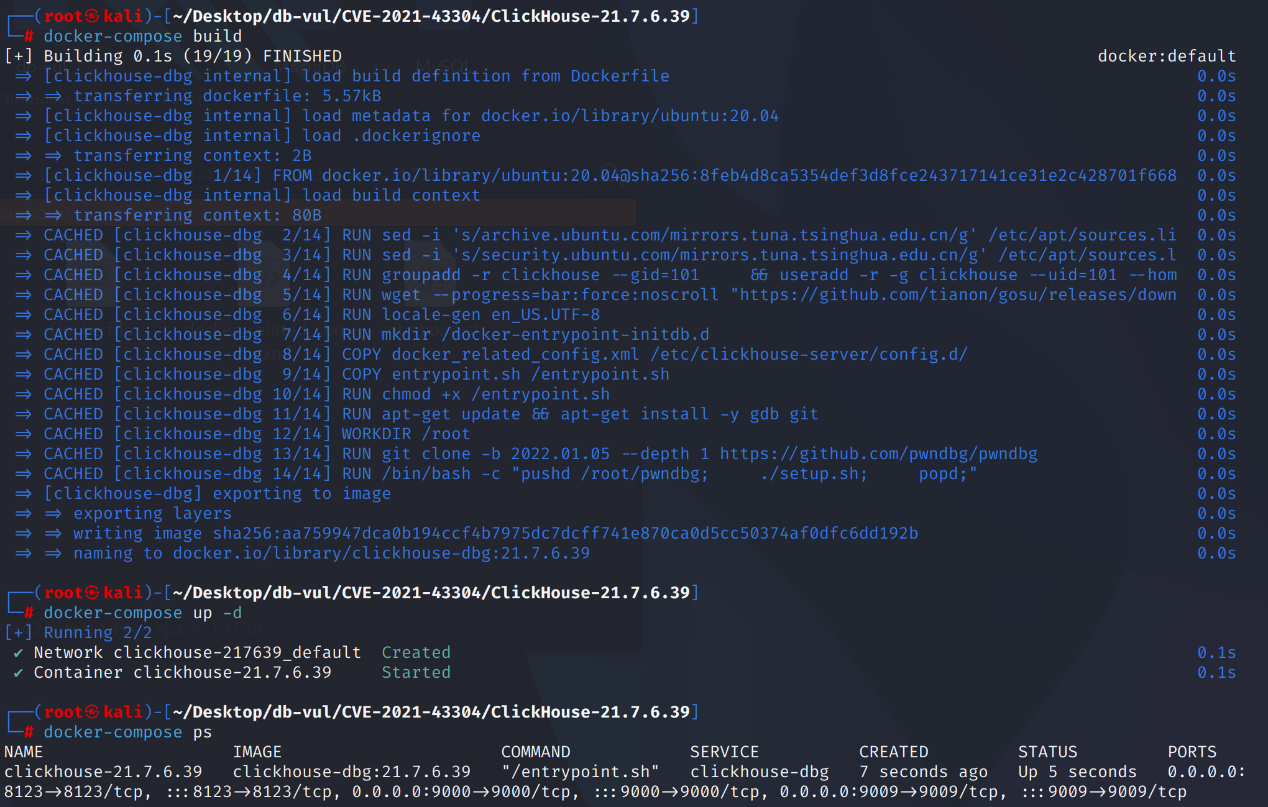 ┌──(root㉿kali)-[~/Desktop/db-vul/CVE-2021-43304/ClickHouse-21.7.6.39]
└─# docker-compose build
[+] Building 0.1s (19/19) FINISHED docker:default
=> [clickhouse-dbg internal] load build definition from Dockerfile 0.0s
=> => transferring dockerfile: 5.57kB 0.0s
=> [clickhouse-dbg internal] load metadata for docker.io/library/ubuntu:20.04 0.0s
=> [clickhouse-dbg internal] load .dockerignore 0.0s
=> => transferring context: 2B 0.0s
=> [clickhouse-dbg  1/14] FROM docker.io/library/ubuntu:20.04@sha256:8feb4d8ca5354def3d8fce243717141ce31e2c428701f668 0.0s
=> [clickhouse-dbg internal] load build context 0.0s
=> => transferring context: 80B 0.0s
=> CACHED [clickhouse-dbg  2/14] RUN sed -i 's/archive.ubuntu.com/mirrors.tuna.tsinghua.edu.cn/g' /etc/apt/sources.li 0.0s
=> CACHED [clickhouse-dbg  3/14] RUN sed -i 's/security.ubuntu.com/mirrors.tuna.tsinghua.edu.cn/g' /etc/apt/sources.l 0.0s
=> CACHED [clickhouse-dbg  4/14] RUN groupadd -r clickhouse --gid=101     && useradd -r -g clickhouse --uid=101 --hom 0.0s
=> CACHED [clickhouse-dbg  5/14] RUN wget --progress=bar:force:noscroll "https://github.com/tianon/gosu/releases/down 0.0s
=> CACHED [clickhouse-dbg  6/14] RUN locale-gen en_US.UTF-8 0.0s
=> CACHED [clickhouse-dbg  7/14] RUN mkdir /docker-entrypoint-initdb.d 0.0s
=> CACHED [clickhouse-dbg  8/14] COPY docker_related_config.xml /etc/clickhouse-server/config.d/ 0.0s
=> CACHED [clickhouse-dbg  9/14] COPY entrypoint.sh /entrypoint.sh 0.0s
=> CACHED [clickhouse-dbg 10/14] RUN chmod +x /entrypoint.sh 0.0s
=> CACHED [clickhouse-dbg 11/14] RUN apt-get update && apt-get install -y gdb git 0.0s
=> CACHED [clickhouse-dbg 12/14] WORKDIR /root 0.0s
=> CACHED [clickhouse-dbg 13/14] RUN git clone -b 2022.01.05 --depth 1 https://github.com/pwndbg/pwndbg 0.0s
=> CACHED [clickhouse-dbg 14/14] RUN /bin/bash -c "pushd /root/pwndbg;     ./setup.sh;     popd;" 0.0s
=> [clickhouse-dbg] exporting to image 0.0s
=> => exporting layers 0.0s
=> => writing image sha256:aa759947dca0b194ccf4b7975dc7dcff741e870ca0d5cc50374af0dfc6dd192b 0.0s
=> => naming to docker.io/library/clickhouse-dbg:21.7.6.39 0.0s
┌──(root㉿kali)-[~/Desktop/db-vul/CVE-2021-43304/ClickHouse-21.7.6.39]
└─# docker-compose up -d
[+] Running 2/2
✔ Network clickhouse-217639_default Created 0.1s
✔ Container clickhouse-21.7.6.39 Started 0.1s
┌──(root㉿kali)-[~/Desktop/db-vul/CVE-2021-43304/ClickHouse-21.7.6.39]
└─# docker-compose ps
NAME IMAGE COMMAND SERVICE CREATED STATUS PORTS
clickhouse-21.7.6.39 clickhouse-dbg:21.7.6.39 "/entrypoint.sh" clickhouse-dbg 7 seconds ago Up 5 seconds 0.0.0.0:
8123->8123/tcp, :::8123->8123/tcp, 0.0.0.0:9000->9000/tcp, :::9000->9000/tcp, 0.0.0.0:9009->9009/tcp, :::9009->9009/tcp